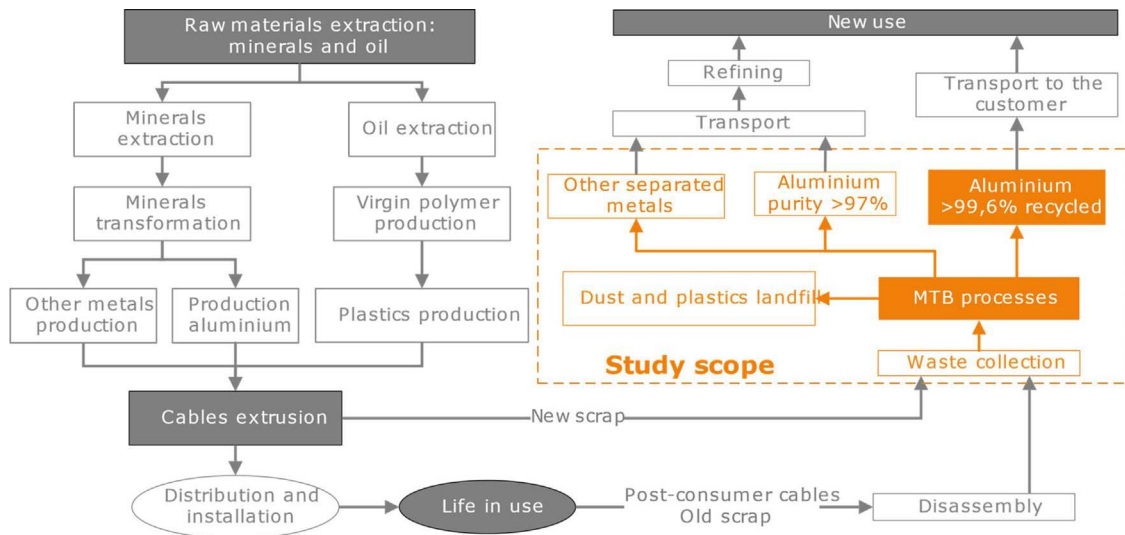 Raw materials extraction:
minerals and oil
Minerals
extraction
Oil extraction
Minerals
transformation
Virgin polymer
production
Other metals
production
Production
aluminium
Plastics production
Cables extrusion
New scrap
Distribution and
installation
Life in use
Post-consumer cables
Old scrap
Disassembly
New use
Refining
Transport to the
customer
Transport
Other separated
metals
Aluminium
purity >97%
Aluminium
>99,6% recycled
Dust and plastics landfill
MTB processes
Study scope
Waste collection